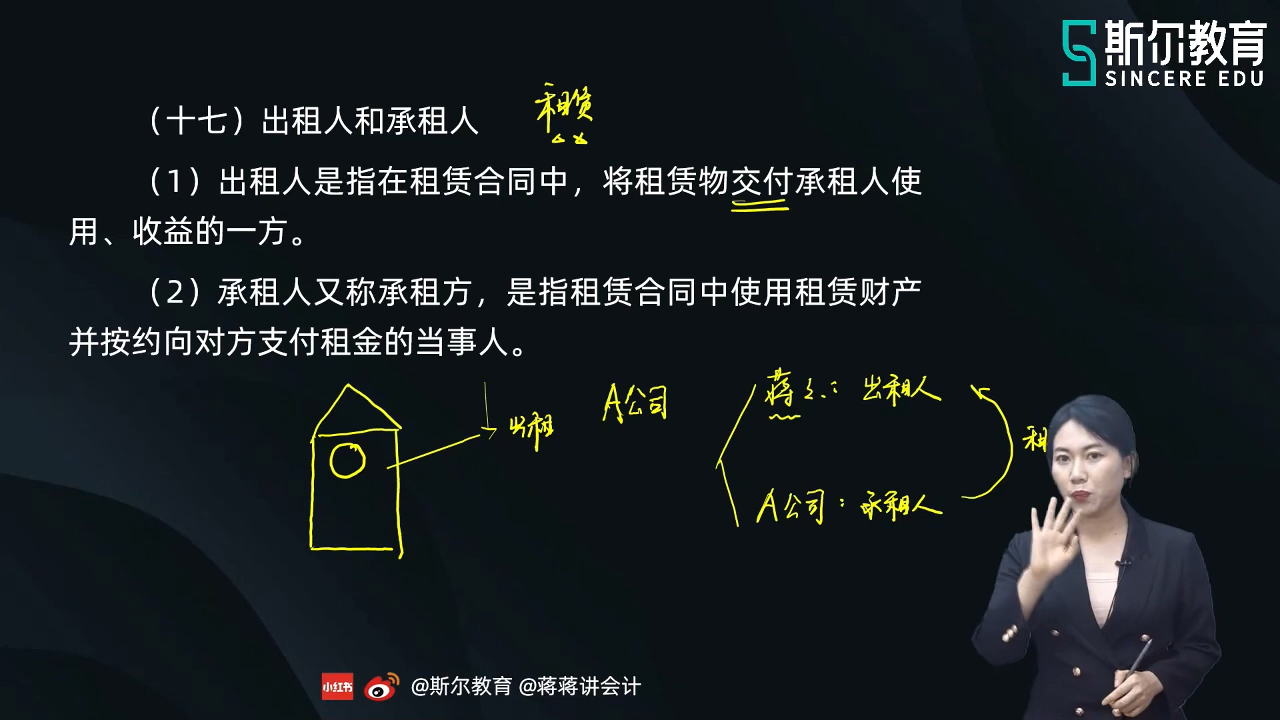 斯尔教育
SINCERE EDU
（十七）出租人和承租人
租赁
（1）出租人是指在租赁合同中，将租赁物交付承租人使
用、收益的一方。
（2）承租人又称承租方，是指租赁合同中使用租赁财产
并按约向对方支付租金的当事人。
出租
A公司
蒋：出租人
租
A公司：承租人
小红书
@斯尔教育 @蒋蒋讲会计